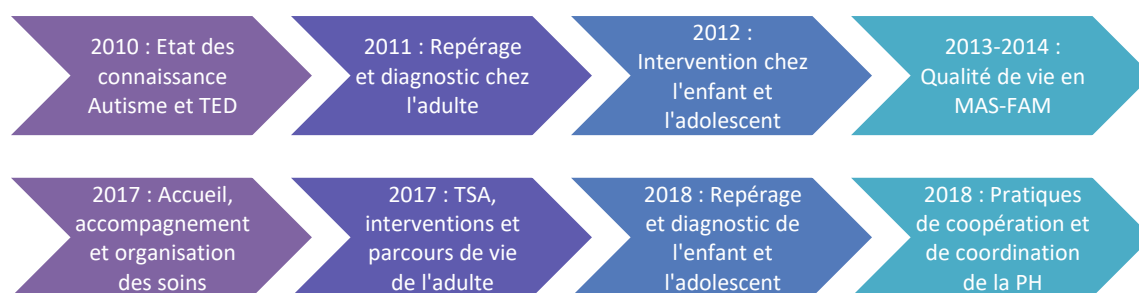 2010 : Etat des
connaissance
Autisme et TED
2011 : Repérage
et diagnostic chez
l'adulte
2012 :
Intervention chez
l'enfant et
l'adolescent
2013-2014 :
Qualité de vie en
MAS-FAM
2017 : Accueil,
accompagnement
et organisation
des soins
2017 : TSA,
interventions et
parcours de vie
de l'adulte
2018 : Repérage
et diagnostic de
l'enfant et
l'adolescent
2018 : Pratiques
de coopération et
de coordination
de la PH